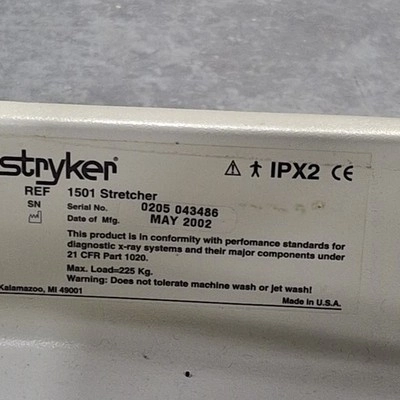 stryker IPX2 CE
REF 1501 Stretcher
SN Serial No. 0205 043486
Date of Mfg. MAY 2002
This product is in conformity with perfomance standards for
diagnostic x-ray systems and their major components under
21 CFR Part 1020.
Max. Load=225 Kg.
Warning: Does not tolerate machine wash or jet wash!
Kalamazoo, MI 49001 Made in U.S.A.